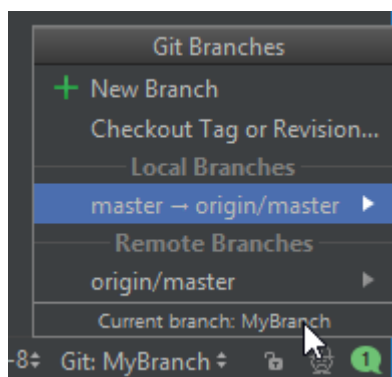 Git Branches
New Branch
Checkout Tag or Revision...
Local Branches
master → origin/master
Remote Branches
origin/master
Current branch: MyBranch
-8 Git: MyBranch 1